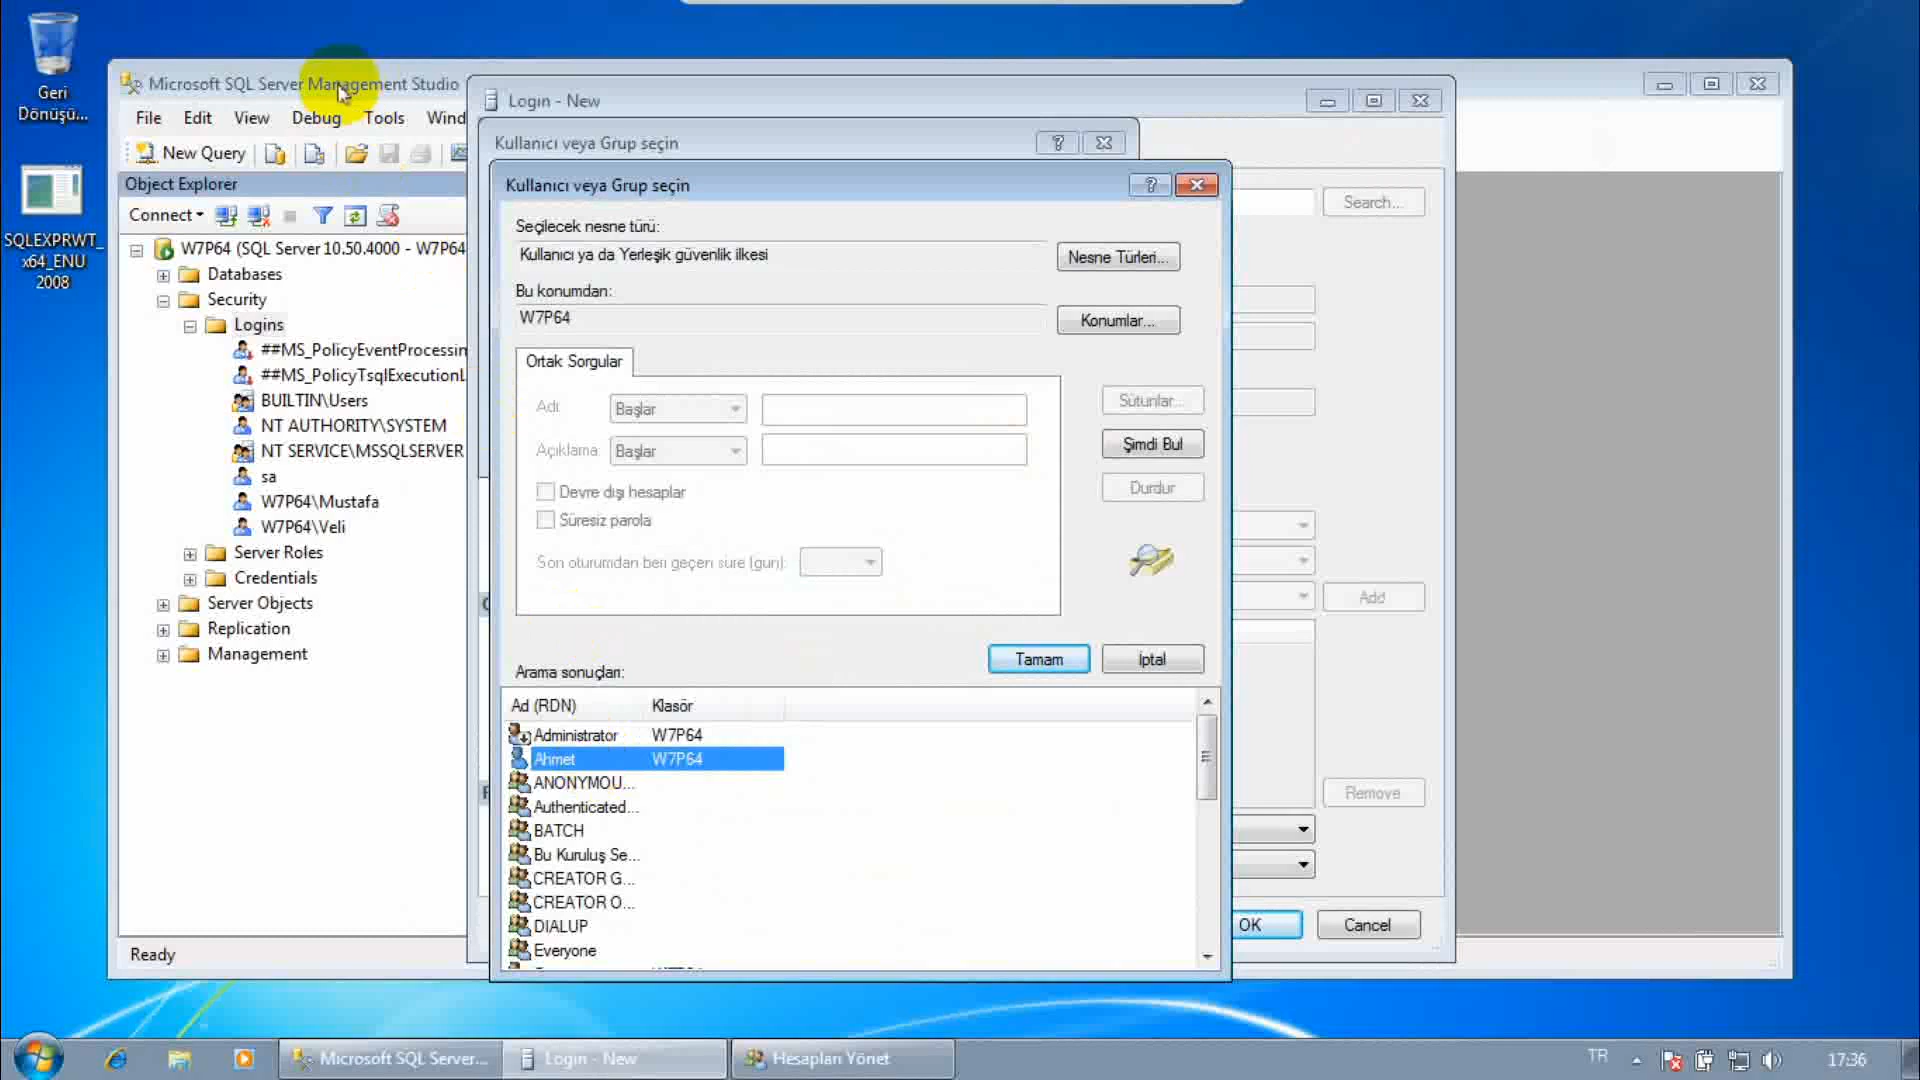 Geri
Dönüşü...
SQLEXPRWT_
x64_ENU
2008
Microsoft SQL Server Management Studio
File Edit View Debug Tools Wind
New Query
Object Explorer
Connect
W7P64 (SQL Server 10.50.4000 - W7P64
Databases
Security
Logins
##MS_PolicyEventProcessin
##MS_PolicyTsqlExecutionL
BUILTIN\Users
NT AUTHORITY\SYSTEM
NT SERVICE\MSSQLSERVER
sa
W7P64\Mustafa
W7P64\Veli
Server Roles
Credentials
Server Objects
Replication
Management
Ready
Login - New
Search...
Add
Remove
OK
Cancel
Kullanıcı veya Grup seçin
Kullanıcı veya Grup seçin
Seçilecek nesne türü:
Kullanıcı ya da Yerleşik güvenlik ilkesi
Nesne Türleri...
Bu konumdan:
W7P64
Konumlar...
Ortak Sorgular
Adı: Başlar
Sütunlar...
Açıklama: Başlar
Şimdi Bul
Devre dışı hesaplar
Durdur
Süresiz parola
Son oturumdan beri geçen süre (gün):
Tamam İptal
Arama sonuçları:
Ad (RDN) Klasör
Administrator W7P64
Ahmet W7P64
ANONYMOU...
Authenticated...
BATCH
Bu Kuruluş Se...
CREATOR G...
CREATOR O...
DIALUP
Everyone
Microsoft SQL Server...
Login - New
Hesapları Yönet
TR
17:36